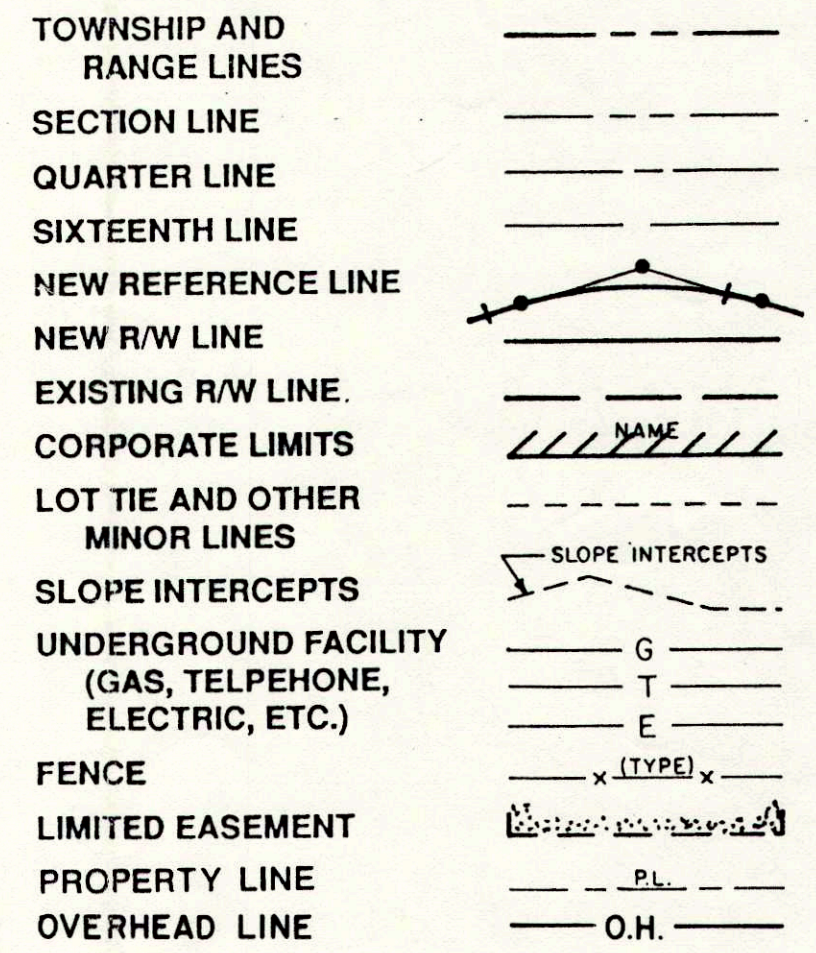 TOWNSHIP AND
RANGE LINES
SECTION LINE
QUARTER LINE
SIXTEENTH LINE
NEW REFERENCE LINE
NEW R/W LINE
EXISTING R/W LINE.
CORPORATE LIMITS
NAME
LOT TIE AND OTHER
MINOR LINES
SLOPE INTERCEPTS
SLOPE INTERCEPTS
UNDERGROUND FACILITY
(GAS, TELPEHONE,
ELECTRIC, ETC.)
G
T
E
FENCE
x (TYPE) x
LIMITED EASEMENT
PROPERTY LINE
P.L.
OVERHEAD LINE
O.H.